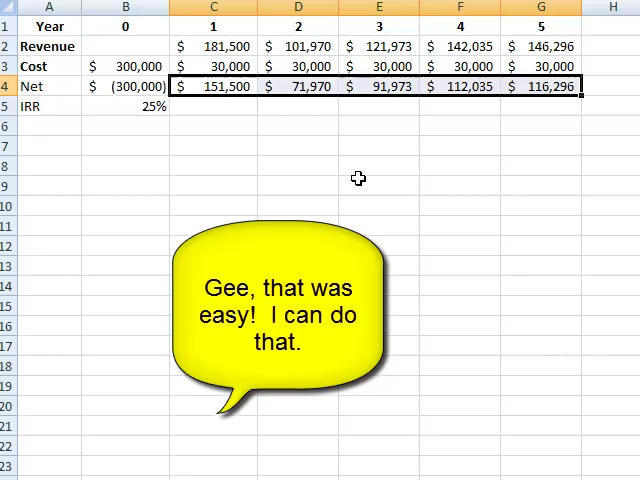 A B C D E F G H
1 Year 0 1 2 3 4 5
2 Revenue $ 181,500 $ 101,970 $ 121,973 $ 142,035 $ 146,296
3 Cost $ 300,000 $ 30,000 $ 30,000 $ 30,000 $ 30,000 $ 30,000
4 Net $ (300,000) $ 151,500 $ 71,970 $ 91,973 $ 112,035 $ 116,296
5 IRR 25%
6
7
8
9
10
11
12
13
14
15
16
17
18
19
20
21
22
23
Gee, that was
easy! I can do
that.